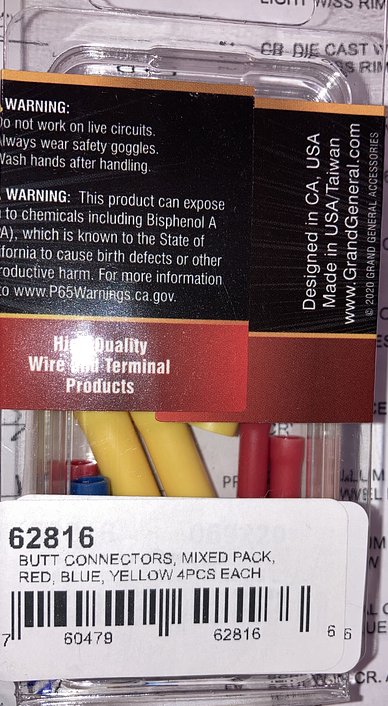 LIGHT W/SS RIM
CR DIE CAST W
SS RIM
WARNING:
Do not work on live circuits.
Always wear safety goggles.
Wash hands after handling.
WARNING: This product can expose
to chemicals including Bisphenol A
which is known to the State of
to cause birth defects or other
harm. For more information
to www.P65Warnings.ca.gov.
High Quality
Wire and Terminal
Products
Designed in CA, USA
Made in USA/Taiwan
www.GrandGeneral.com
© 2020 GRAND GENERAL ACCESSORIES
62816
BUTT CONNECTORS, MIXED PACK,
RED, BLUE, YELLOW 4PCS EACH
7 60479 62816 6 6